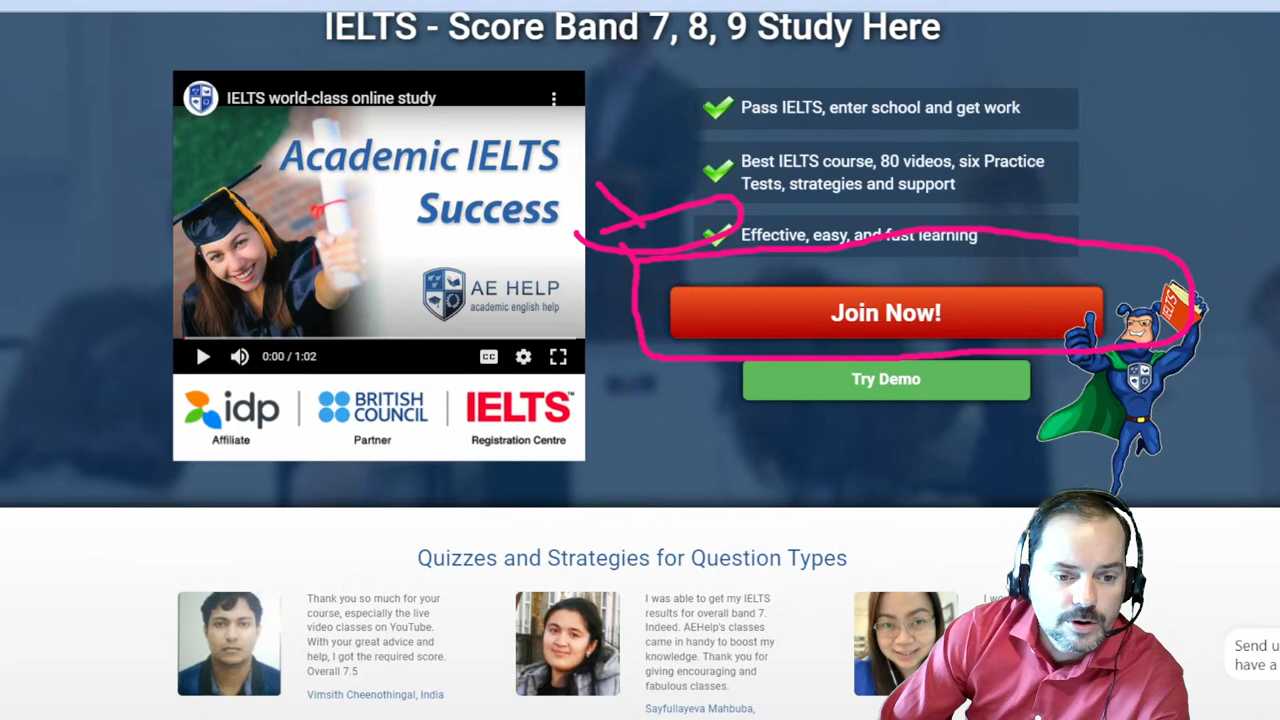 IELTS - Score Band 7, 8, 9 Study Here
IELTS world-class online study
Academic IELTS
Success
AE HELP
academic english help
0:00 / 1:02
CC
idp
Affiliate
BRITISH
COUNCIL
Partner
IELTS™
Registration Centre
Pass IELTS, enter school and get work
Best IELTS course, 80 videos, six Practice
Tests, strategies and support
Effective, easy, and fast learning
Join Now!
Try Demo
IELTS
Quizzes and Strategies for Question Types
Thank you so much for your
course, especially the live
video classes on YouTube.
With your great advice and
help, I got the required score.
Overall 7.5
Vimsith Cheenothingal, India
I was able to get my IELTS
results for overall band 7.
Indeed. AEHelp's classes
came in handy to boost my
knowledge. Thank you for
giving encouraging and
fabulous classes.
Sayfullayeva Mahbuba,
I
Send u
have a